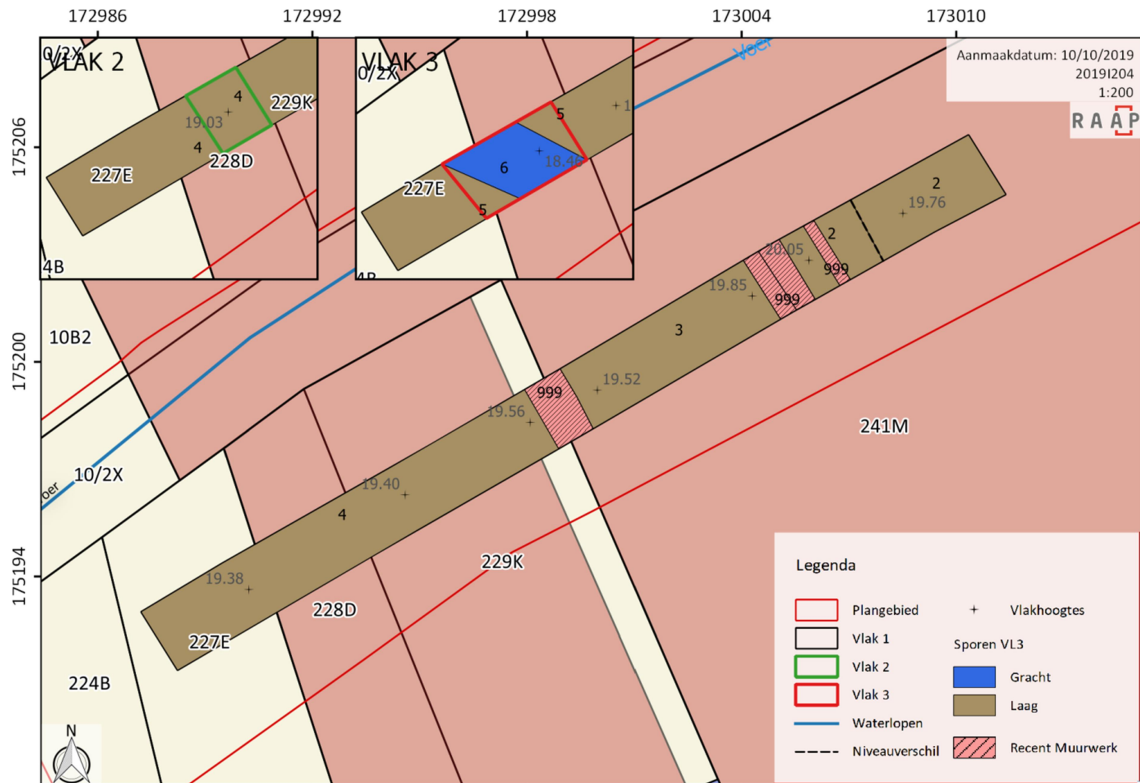 172986
172992
172998
173004
173010
0/2X
VLAK 2
4
229K
19.03
4
228D
227E
4B
VLAK 3
0/2X
5
1
18.46
6
227E
5
4B
Voer
Aanmaakdatum: 10/10/2019
2019I204
1:200
RAAP
175206
175200
175194
2
19.76
2
20.05
999
19.85
999
3
10B2
19.52
999
19.56
241M
10/2X
ber
19.40
4
229K
19.38
228D
227E
224B
N
Legenda
Plangebied
Vlak 1
Vlak 2
Vlak 3
Waterlopen
Niveauverschil
Vlakhoogtes
Sporen VL3
Gracht
Laag
Recent Muurwerk